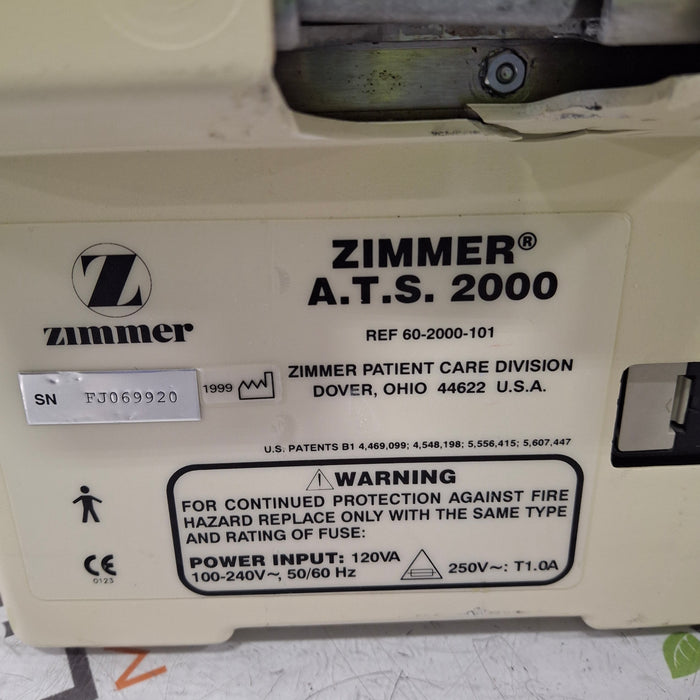 Z
zimmer
ZIMMER®
A.T.S. 2000
REF 60-2000-101
ZIMMER PATIENT CARE DIVISION
DOVER, OHIO 44622 U.S.A.
SN FJ069920
1999
U.S. PATENTS B1 4,469,099; 4,548,198; 5,556,415; 5,607,447
WARNING
FOR CONTINUED PROTECTION AGAINST FIRE
HAZARD REPLACE ONLY WITH THE SAME TYPE
AND RATING OF FUSE:
POWER INPUT: 120VA
100-240V~, 50/60 Hz
250V~: T1.0A
CE
0123